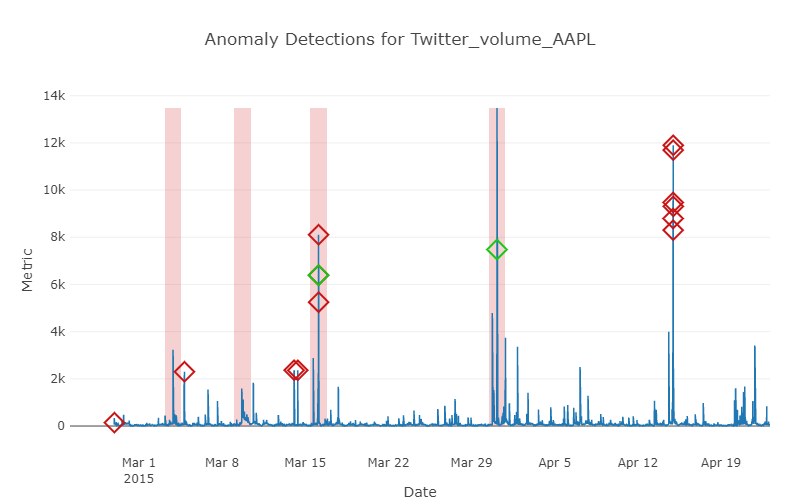 Anomaly Detections for Twitter_volume_AAPL
14k
12k
10k
8k
6k
4k
2k
0
Metric
Mar 1
2015
Mar 8
Mar 15
Mar 22
Mar 29
Apr 5
Apr 12
Apr 19
Date